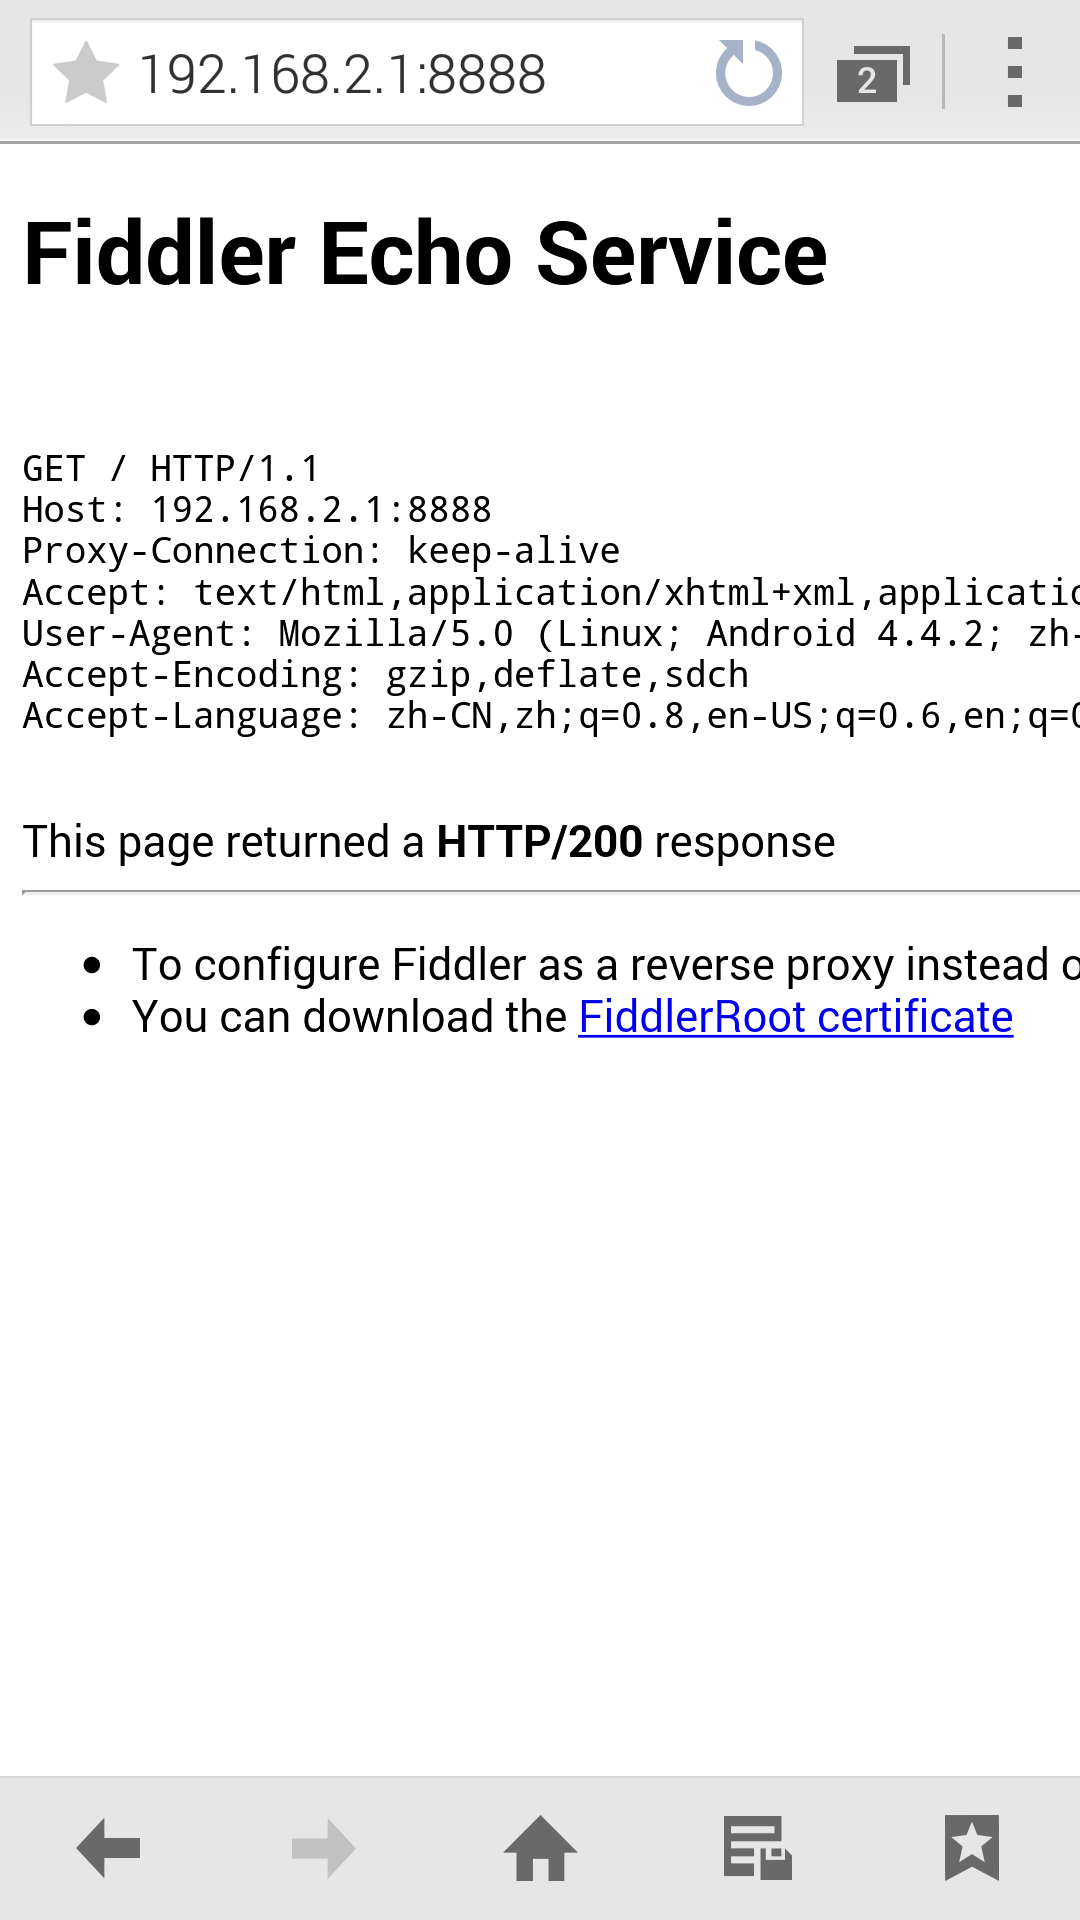 192.168.2.1:8888
2
Fiddler Echo Service
GET / HTTP/1.1
Host: 192.168.2.1:8888
Proxy-Connection: keep-alive
Accept: text/html,application/xhtml+xml,applicatio
User-Agent: Mozilla/5.0 (Linux; Android 4.4.2; zh-
Accept-Encoding: gzip,deflate,sdch
Accept-Language: zh-CN,zh;q=0.8,en-US;q=0.6,en;q=0
This page returned a HTTP/200 response
• To configure Fiddler as a reverse proxy instead o
• You can download the FiddlerRoot certificate